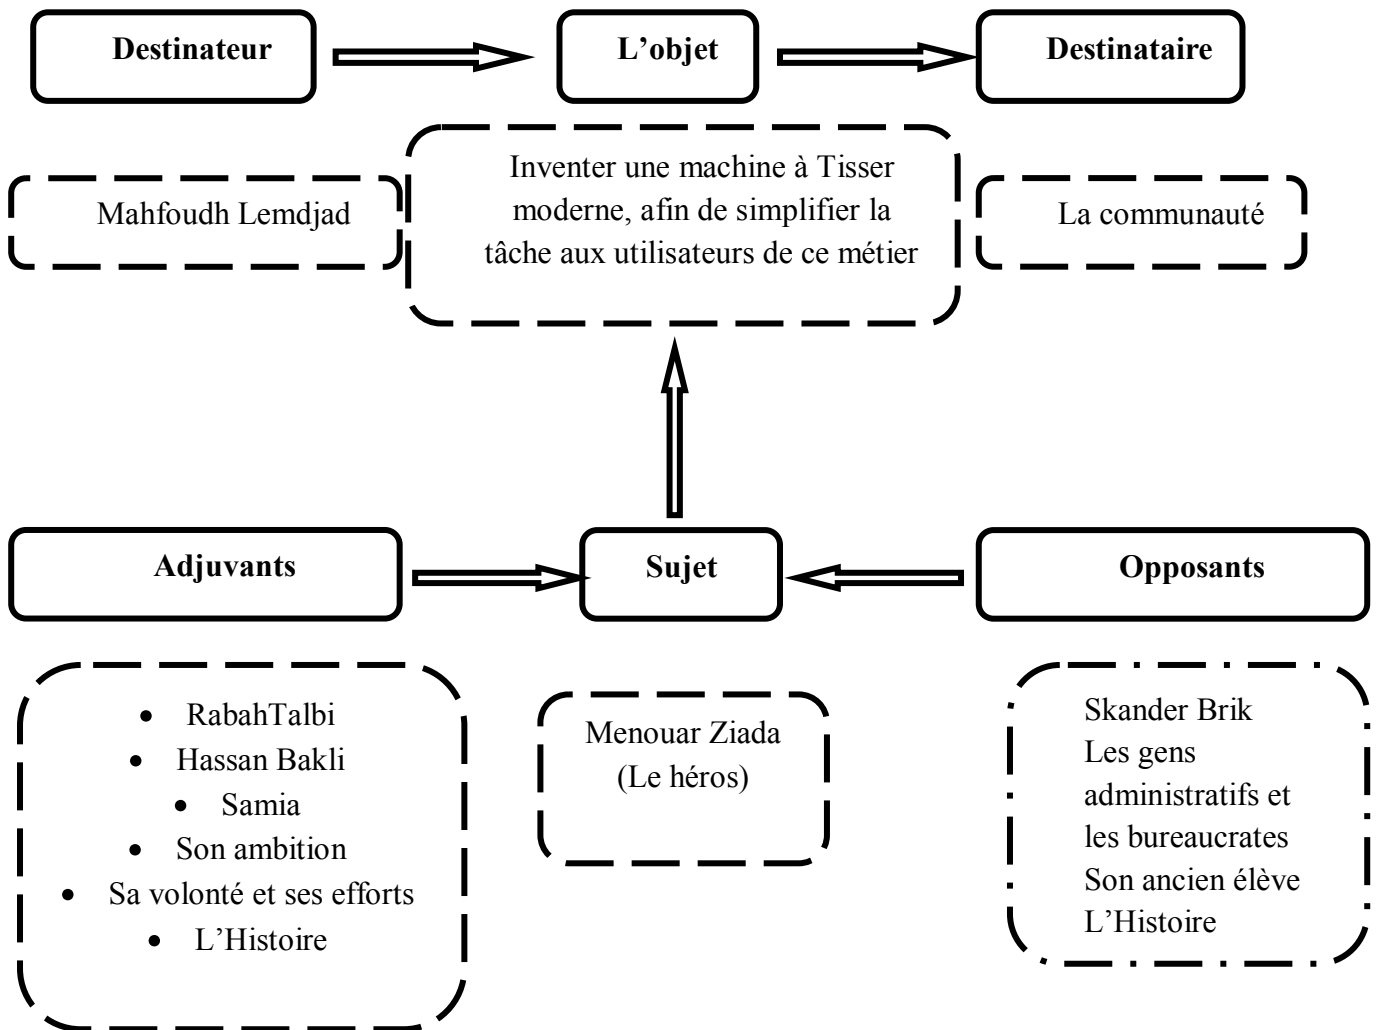 Destinateur
L’objet
Destinataire
Mahfoudh Lemdjad
Inventer une machine à Tisser
moderne, afin de simplifier la
tâche aux utilisateurs de ce métier
La communauté
Adjuvants
Sujet
Opposants
• RabahTalbi
• Hassan Bakli
• Samia
• Son ambition
• Sa volonté et ses efforts
• L’Histoire
Menouar Ziada
(Le héros)
Skander Brik
Les gens
administratifs et
les bureaucrates
Son ancien élève
L’Histoire